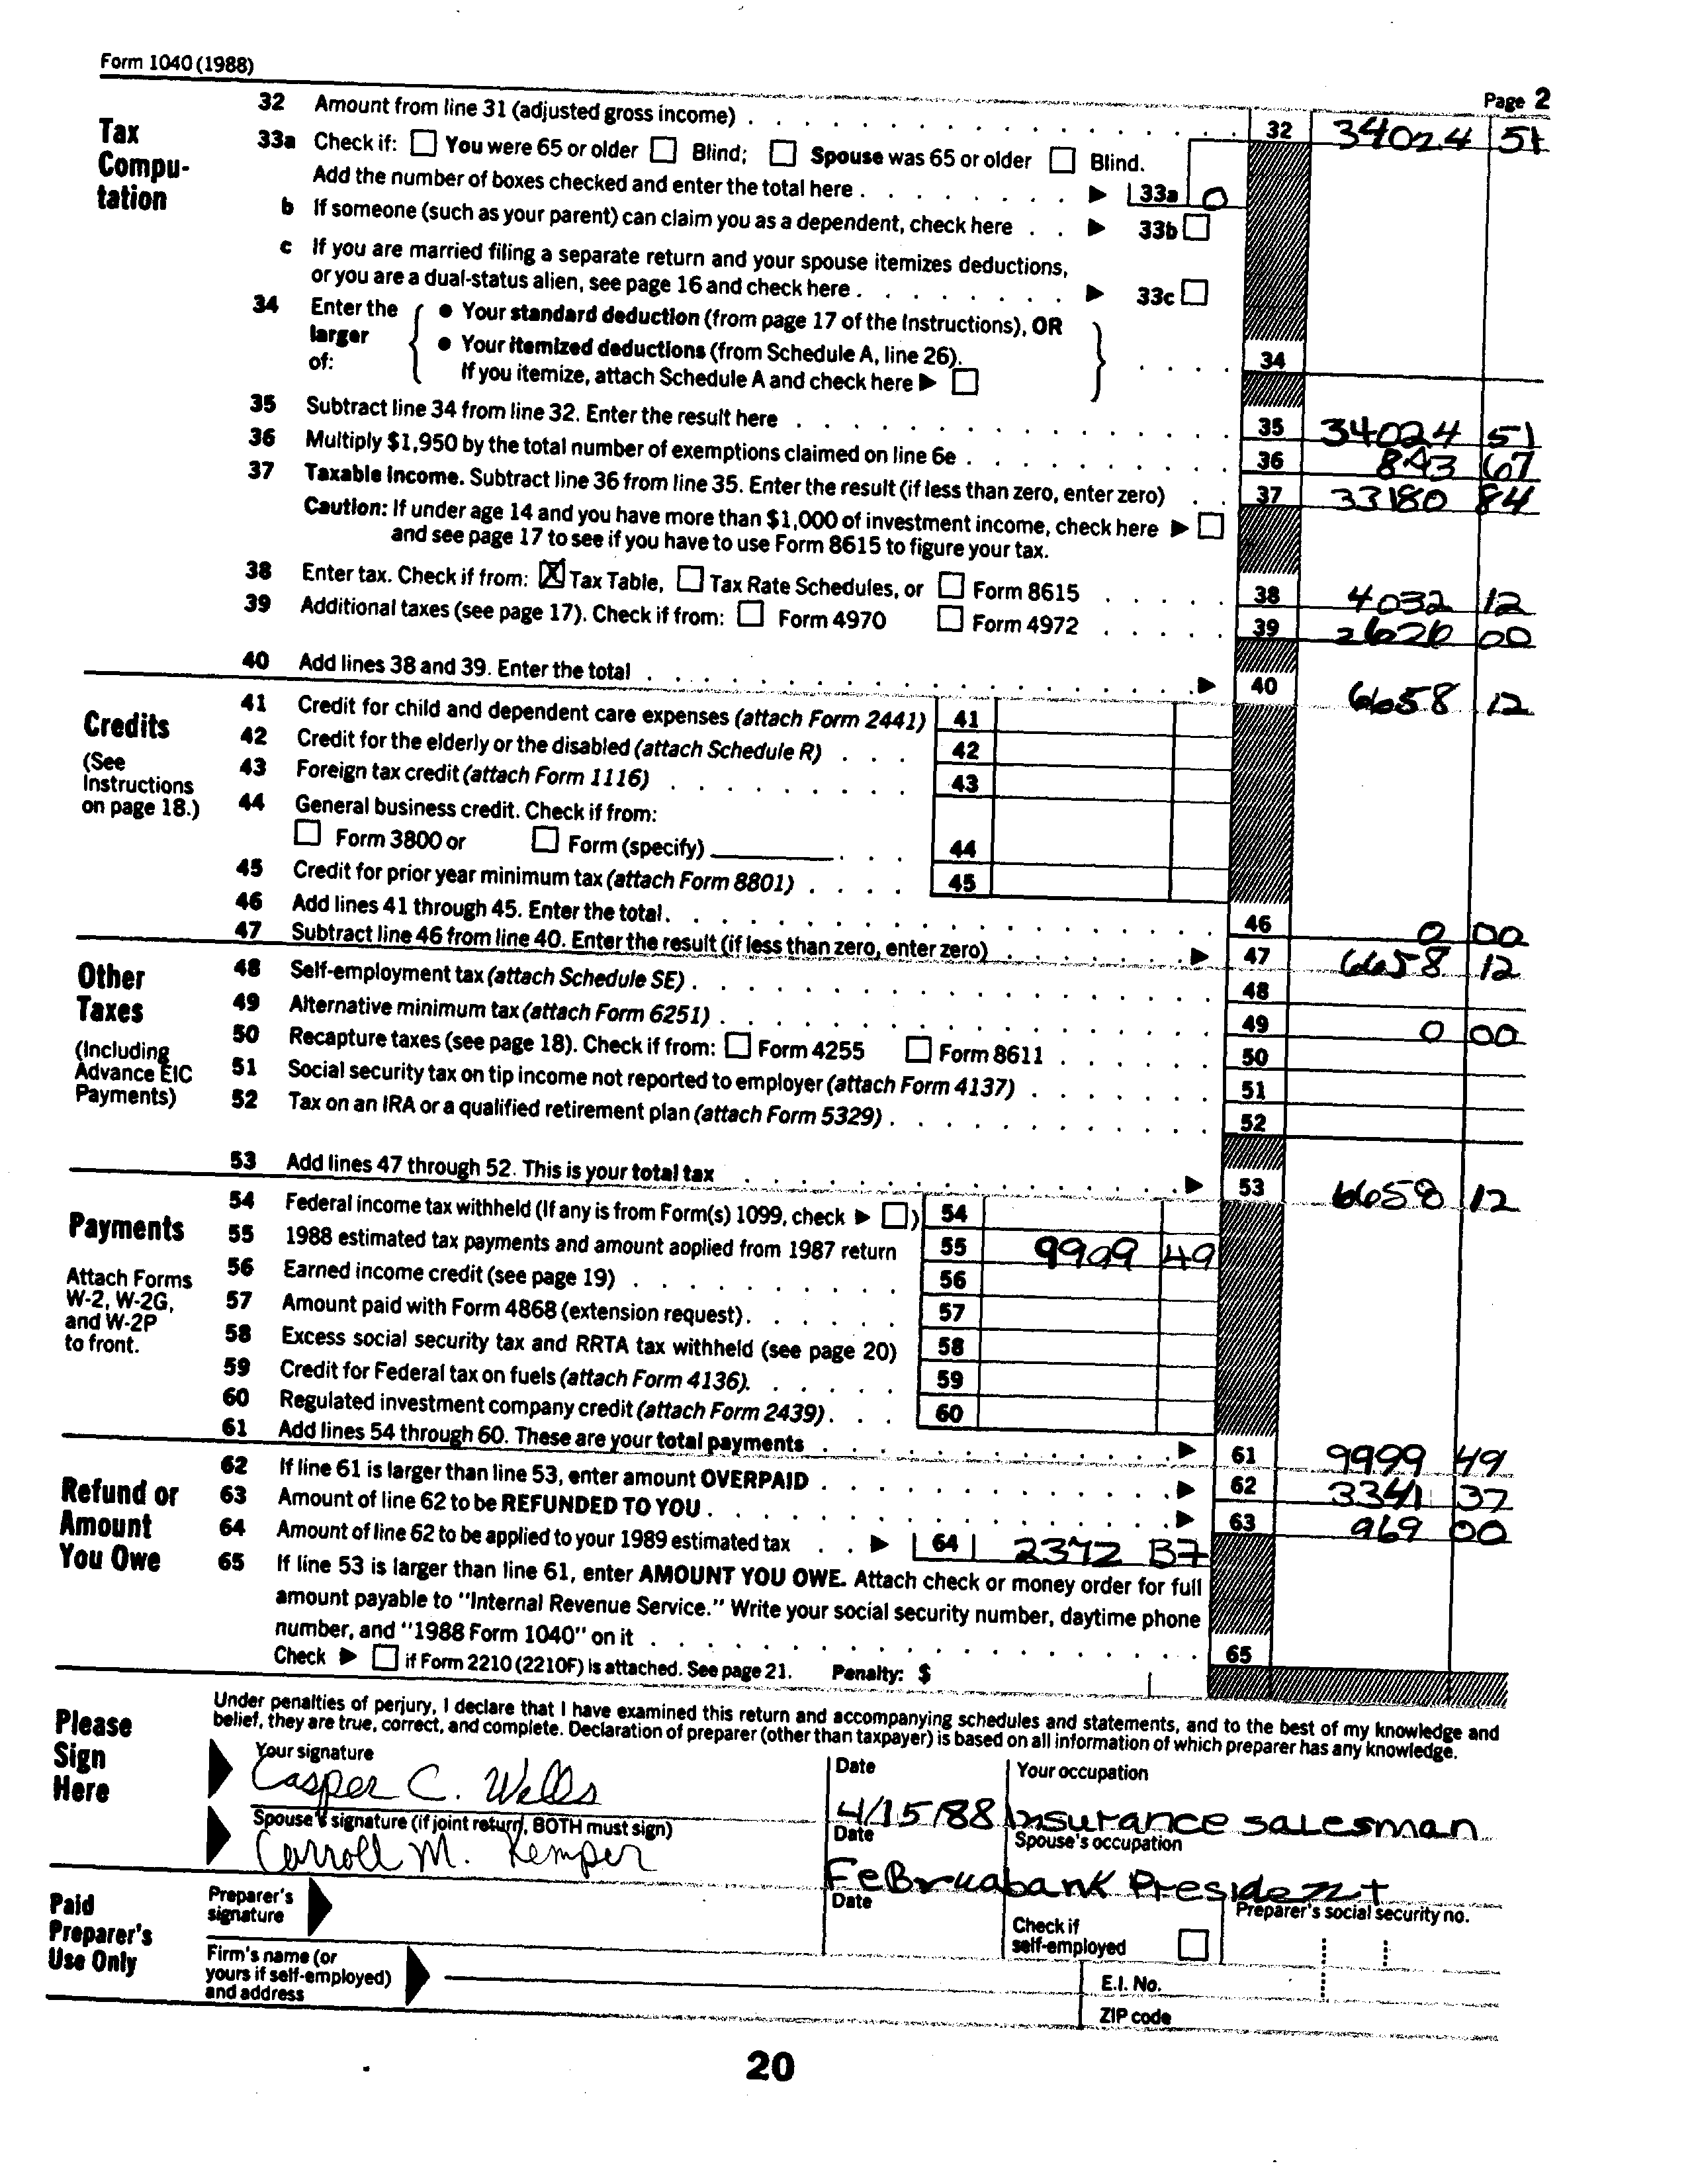 Form 1040 (1988)
Page 2
Tax Compu-tation
32 Amount from line 31 (adjusted gross income) 32 34024 51
33a Check if: You were 65 or older Blind; Spouse was 65 or older Blind.
Add the number of boxes checked and enter the total here 33a 0
b If someone (such as your parent) can claim you as a dependent, check here 33b
c If you are married filing a separate return and your spouse itemizes deductions,
or you are a dual-status alien, see page 16 and check here 33c
34 Enter the larger of:
• Your standard deduction (from page 17 of the Instructions), OR
• Your itemized deductions (from Schedule A, line 26).
If you itemize, attach Schedule A and check here 34
35 Subtract line 34 from line 32. Enter the result here 35 34024 51
36 Multiply $1,950 by the total number of exemptions claimed on line 6e 36 843 67
37 Taxable income. Subtract line 36 from line 35. Enter the result (if less than zero, enter zero) 37 33180 84
Caution: If under age 14 and you have more than $1,000 of investment income, check here
and see page 17 to see if you have to use Form 8615 to figure your tax.
38 Enter tax. Check if from: X Tax Table, Tax Rate Schedules, or Form 8615 38 4032 12
39 Additional taxes (see page 17). Check if from: Form 4970 Form 4972 39 2626 00
40 Add lines 38 and 39. Enter the total 40 6658 12
Credits
(See Instructions on page 18.)
41 Credit for child and dependent care expenses (attach Form 2441) 41
42 Credit for the elderly or the disabled (attach Schedule R) 42
43 Foreign tax credit (attach Form 1116) 43
44 General business credit. Check if from:
Form 3800 or Form (specify) 44
45 Credit for prior year minimum tax (attach Form 8801) 45
46 Add lines 41 through 45. Enter the total 46 0 00
47 Subtract line 46 from line 40. Enter the result (if less than zero, enter zero) 47 6658 12
Other Taxes
(Including Advance EIC Payments)
48 Self-employment tax (attach Schedule SE) 48
49 Alternative minimum tax (attach Form 6251) 49 0 00
50 Recapture taxes (see page 18). Check if from: Form 4255 Form 8611 50
51 Social security tax on tip income not reported to employer (attach Form 4137) 51
52 Tax on an IRA or a qualified retirement plan (attach Form 5329) 52
53 Add lines 47 through 52. This is your total tax 53 6658 12
Payments
Attach Forms W-2, W-2G, and W-2P to front.
54 Federal income tax withheld (If any is from Form(s) 1099, check ) 54
55 1988 estimated tax payments and amount applied from 1987 return 55 9909 49
56 Earned income credit (see page 19) 56
57 Amount paid with Form 4868 (extension request) 57
58 Excess social security tax and RRTA tax withheld (see page 20) 58
59 Credit for Federal tax on fuels (attach Form 4136) 59
60 Regulated investment company credit (attach Form 2439) 60
61 Add lines 54 through 60. These are your total payments 61 9999 49
Refund or Amount You Owe
62 If line 61 is larger than line 53, enter amount OVERPAID 62 3341 37
63 Amount of line 62 to be REFUNDED TO YOU 63 969 00
64 Amount of line 62 to be applied to your 1989 estimated tax 64 2372 B7
65 If line 53 is larger than line 61, enter AMOUNT YOU OWE. Attach check or money order for full
amount payable to "Internal Revenue Service." Write your social security number, daytime phone
number, and "1988 Form 1040" on it 65
Check if Form 2210 (2210F) is attached. See page 21. Penalty: $
Please Sign Here
Under penalties of perjury, I declare that I have examined this return and accompanying schedules and statements, and to the best of my knowledge and
belief, they are true, correct, and complete. Declaration of preparer (other than taxpayer) is based on all information of which preparer has any knowledge.
Your signature Date Your occupation
Casper C. Wells 4/15/88 Insurance salesman
Spouse's signature (if joint return, BOTH must sign) Date Spouse's occupation
Carroll M. Kemper FeBruabank President
Paid Preparer's Use Only
Preparer's signature Date Check if self-employed Preparer's social security no.
Firm's name (or yours if self-employed) and address E.I. No.
ZIP code
20